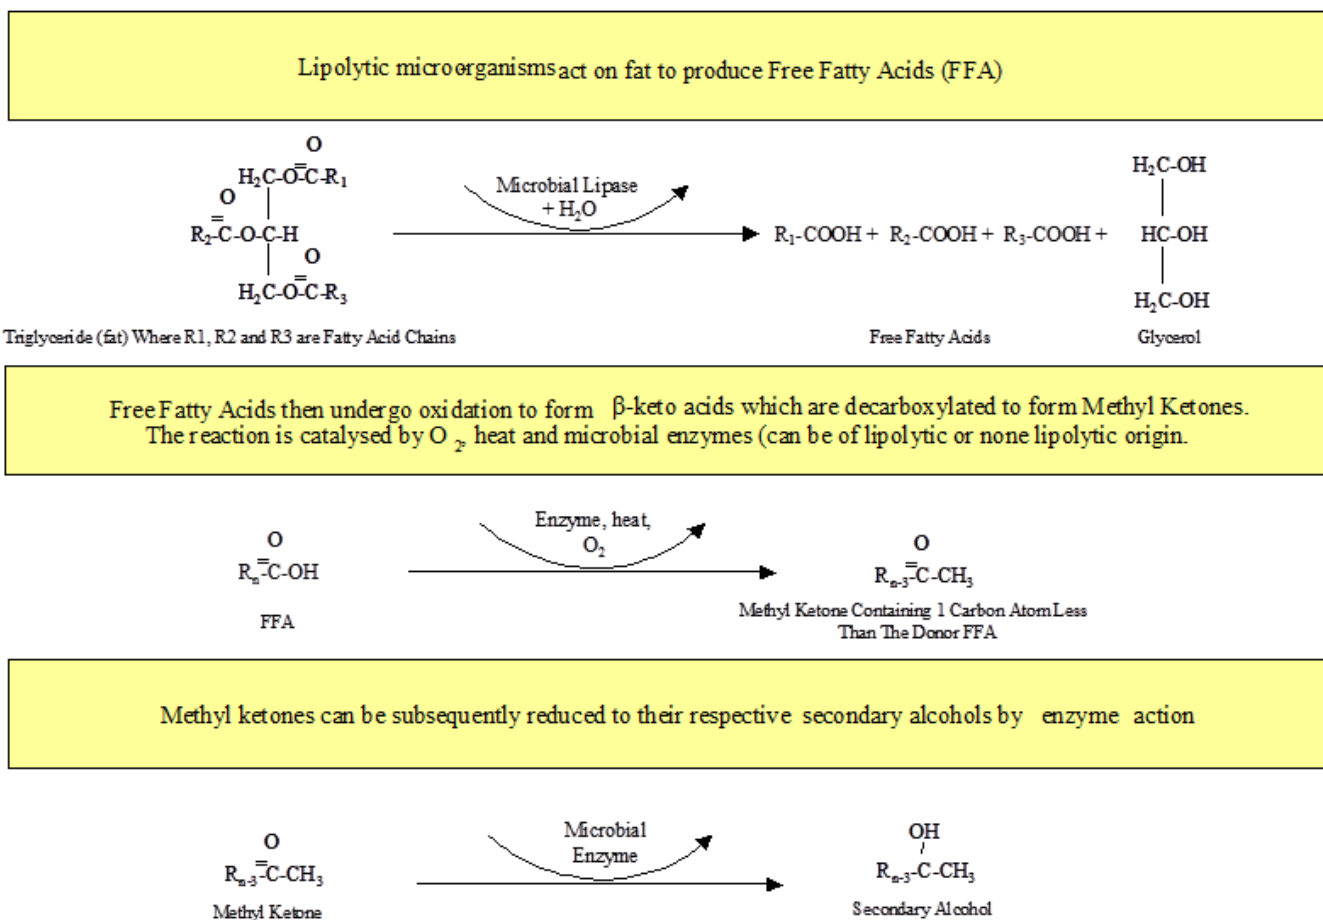 Lipolytic microorganisms act on fat to produce Free Fatty Acids (FFA)
O
H₂C-O-C-R₁
=
O
=
R₂-C-O-C-H
O
=
H₂C-O-C-R₃
Microbial Lipase
+ H₂O
R₁-COOH + R₂-COOH + R₃-COOH +
H₂C-OH
HC-OH
H₂C-OH
Triglyceride (fat) Where R1, R2 and R3 are Fatty Acid Chains
Free Fatty Acids
Glycerol
Free Fatty Acids then undergo oxidation to form β-keto acids which are decarboxylated to form Methyl Ketones.
The reaction is catalysed by O₂, heat and microbial enzymes (can be of lipolytic or none lipolytic origin.
O
=
Rₙ-C-OH
FFA
Enzyme, heat,
O₂
O
=
Rₙ₋₃-C-CH₃
Methyl Ketone Containing 1 Carbon Atom Less
Than The Donor FFA
Methyl ketones can be subsequently reduced to their respective secondary alcohols by enzyme action
O
=
Rₙ₋₃-C-CH₃
Methyl Ketone
Microbial
Enzyme
OH
Rₙ₋₃-C-CH₃
Secondary Alcohol